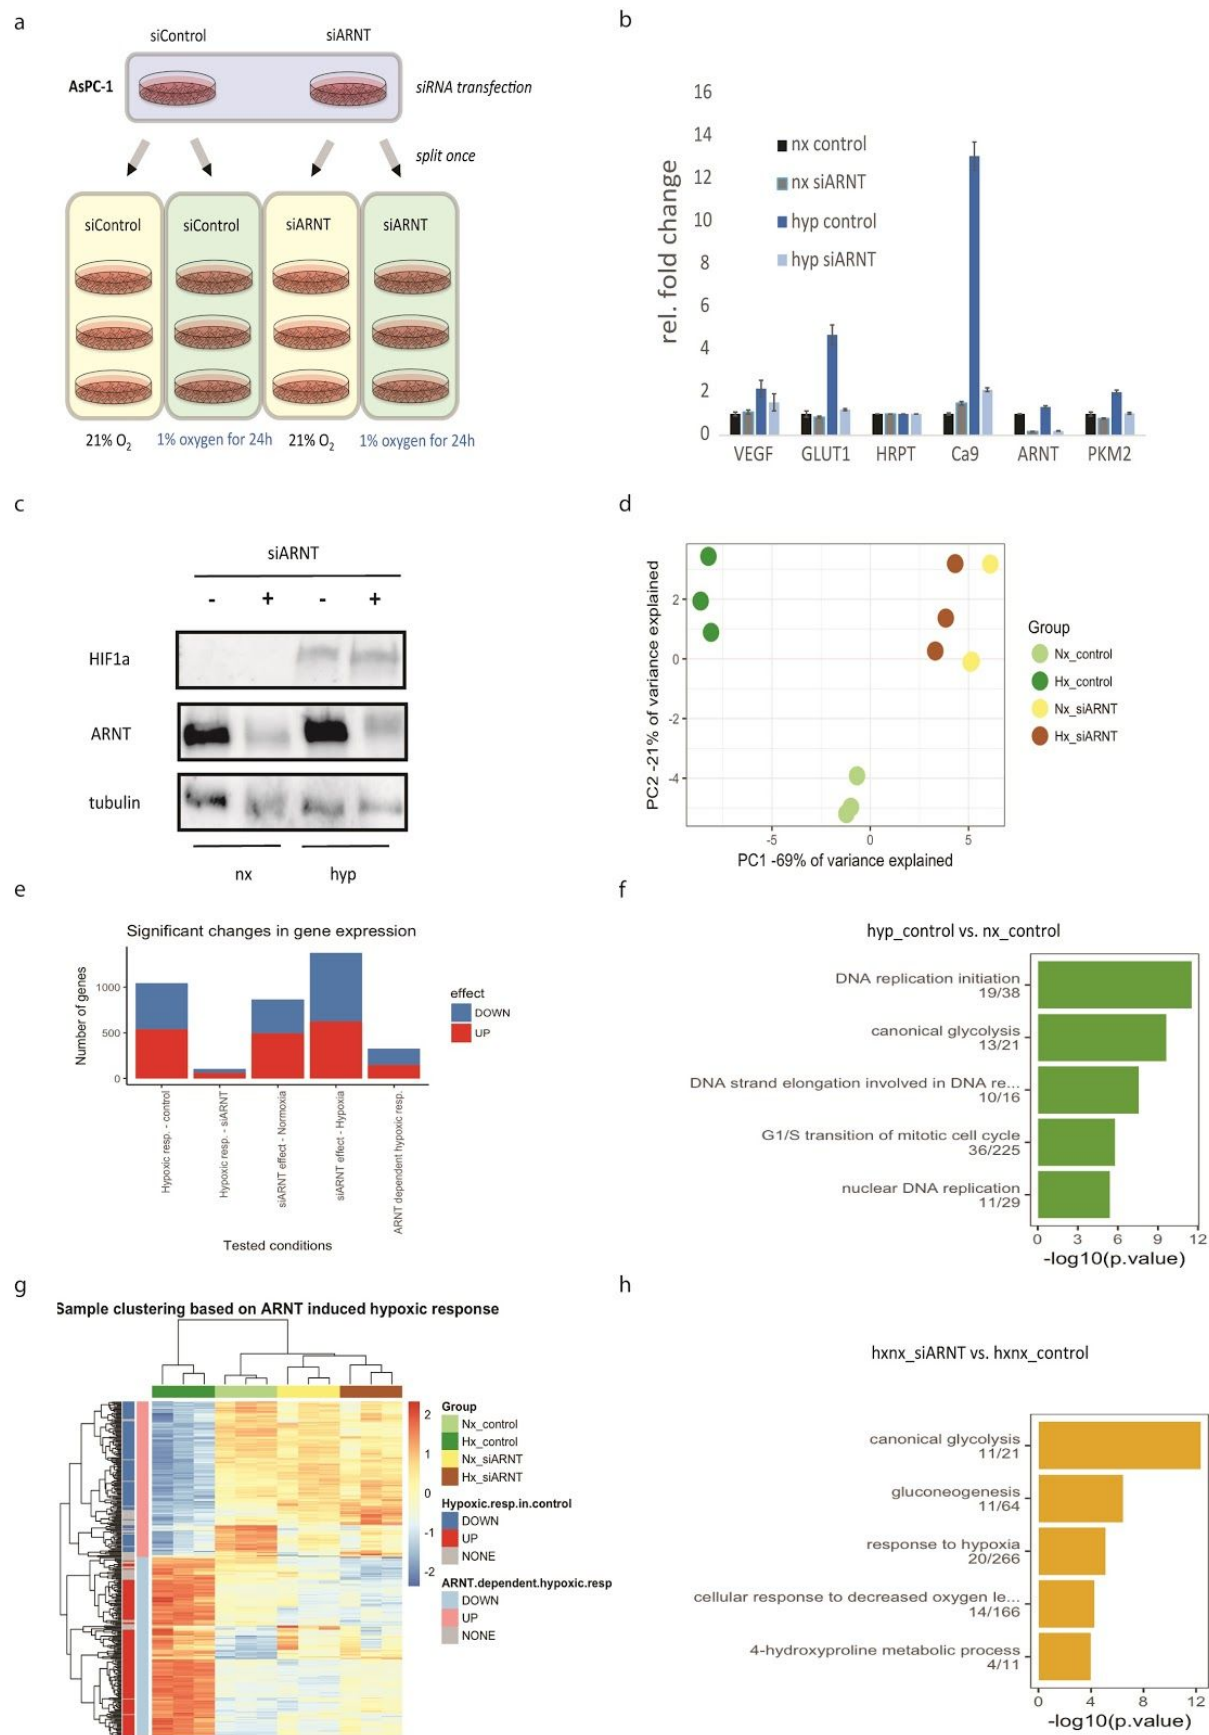 a
siControl
siARNT
AsPC-1
siRNA transfection
split once
siControl
siControl
siARNT
siARNT
21% O2
1% oxygen for 24h
21% O2
1% oxygen for 24h
b
rel. fold change
16
14
12
10
8
6
4
2
0
nx control
nx siARNT
hyp control
hyp siARNT
VEGF
GLUT1
HRPT
Ca9
ARNT
PKM2
c
siARNT
-
+
-
+
HIF1a
ARNT
tubulin
nx
hyp
d
PC2 -21% of variance explained
2
0
-2
-4
-5
0
5
PC1 -69% of variance explained
Group
Nx_control
Hx_control
Nx_siARNT
Hx_siARNT
e
Significant changes in gene expression
Number of genes
1000
500
0
effect
DOWN
UP
Hypoxic resp. - control
Hypoxic resp. - siARNT
siARNT effect - Normoxia
siARNT effect - Hypoxia
ARNT dependent hypoxic resp.
Tested conditions
f
hyp_control vs. nx_control
DNA replication initiation
19/38
canonical glycolysis
13/21
DNA strand elongation involved in DNA re...
10/16
G1/S transition of mitotic cell cycle
36/225
nuclear DNA replication
11/29
0
3
6
9
12
-log10(p.value)
g
Sample clustering based on ARNT induced hypoxic response
2
1
0
-1
-2
Group
Nx_control
Hx_control
Nx_siARNT
Hx_siARNT
Hypoxic.resp.in.control
DOWN
UP
NONE
ARNT.dependent.hypoxic.resp
DOWN
UP
NONE
h
hxnx_siARNT vs. hxnx_control
canonical glycolysis
11/21
gluconeogenesis
11/64
response to hypoxia
20/266
cellular response to decreased oxygen le...
14/166
4-hydroxyproline metabolic process
4/11
0
4
8
12
-log10(p.value)